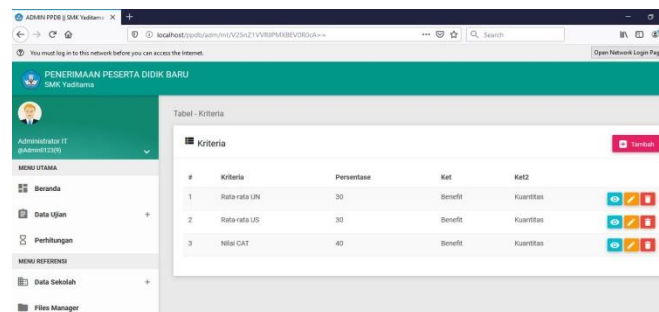 ADMIN PPDB || SMK Yaditama
localhost/ppdb/adm/mt/
Search
You must log in to this network before you can access the Internet.
Open Network Login Pag
PENERIMAAN PESERTA DIDIK BARU
SMK Yaditama
Administrator IT
@Admin0123(9)
MENU UTAMA
Beranda
Data Ujian +
Perhitungan
MENU REFERENSI
Data Sekolah +
Files Manager
Tabel - Kriteria
Kriteria
Tambah
# Kriteria Persentase Ket Ket2
1 Rata-rata UN 30 Benefit Kuantitas
2 Rata-rata US 30 Benefit Kuantitas
3 Nilai CAT 40 Benefit Kuantitas